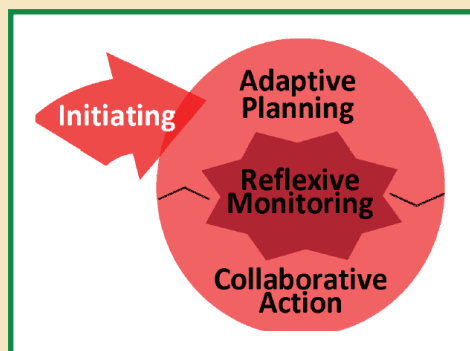 Initiating
Adaptive
Planning
Reflexive
Monitoring
Collaborative
Action